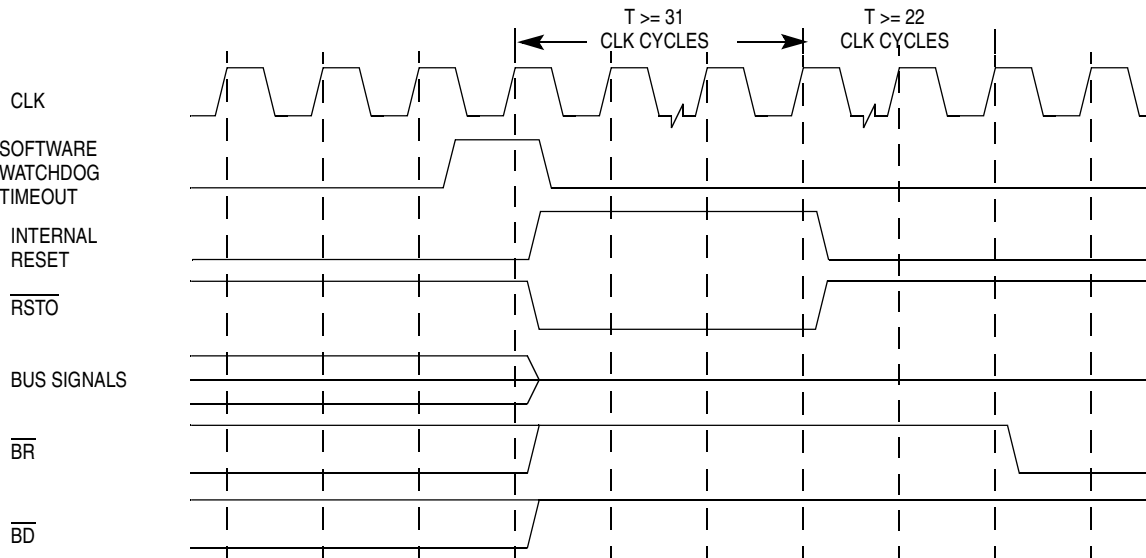 T >= 31
CLK CYCLES
T >= 22
CLK CYCLES
CLK
SOFTWARE
WATCHDOG
TIMEOUT
INTERNAL
RESET
RSTO
BUS SIGNALS
BR
BD